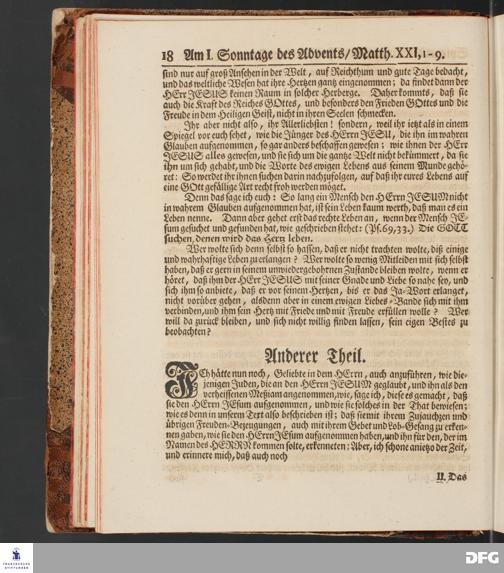 18 Am I. Sonntage des Advents/ Matth. XXI, 1-9.
sind nur auf groß Ansehen in der Welt, auf Reichthum und gute Tage bedacht,
und das weltliche Wesen hat ihre Hertzen gantz eingenommen; da findet dann der
HErr JESUS keinen Raum in solcher Herberge. Daher kommts, daß sie
auch die Kraft des Reiches GOttes, und besonders den Frieden GOttes und die
Freude in dem Heiligen Geist, nicht in ihren Seelen schmecken.
Ihr aber nicht also, ihr Allerliebsten! sondern, weil ihr jetzt als in einem
Spiegel vor euch sehet, wie die Jünger des HErrn JESU, die ihn im wahren
Glauben aufgenommen, so gar anders beschaffen gewesen; wie ihnen der HErr
JESUS alles gewesen, und sie sich um die gantze Welt nicht bekümmert, da sie
ihn um sich gehabt, und die Worte des ewigen Lebens aus seinem Munde gehö-
ret: So werdet ihr ihnen suchen darin nachzufolgen, auf daß ihr eures Lebens auf
eine GOtt gefällige Art recht froh werden möget.
Denn das sage ich euch: So lang ein Mensch den HErrn JESUM nicht
in wahrem Glauben aufgenommen hat, ist sein Leben kaum werth, daß man es ein
Leben nenne. Dann aber gehet erst das rechte Leben an, wenn der Mensch JE-
sum gesuchet und gefunden hat, wie geschrieben stehet: (Ps. 69, 33.) Die GOTT
suchen, denen wird das Hertz leben.
Wer wolte sich denn selbst so hassen, daß er nicht trachten wolte, diß einige
und wahrhaftige Leben zu erlangen? Wer wolte so wenig Mitleiden mit sich selbst
haben, daß er gern in seinem unwiedergebohrnen Zustande bleiben wolte, wenn er
höret, daß ihm der HErr JESUS mit seiner Gnade und Liebe so nahe sey, und
sich ihm so anbiete, daß er vor seinem Hertzen, bis er das Ja-Wort erlanget,
nicht vorüber gehen, alsdenn aber in einem ewigen Liebes-Bande sich mit ihm
verbinden, und ihm sein Hertz mit Friede und mit Freude erfüllen wolle? Wer
will da zurück bleiben, und sich nicht willig finden lassen, sein eigen Bestes zu
beobachten?
Anderer Theil.
ICh hätte nun noch, Geliebte in dem HErrn, auch anzuführen, wie die-
jenigen Juden, die an den HErrn JESUM geglaubt, und ihn als den
verheissenen Meßiam angenommen, wie, sage ich, diese es gemacht, daß
sie den HErrn JEsum aufgenommen, und wie sie solches in der That bewiesen;
wie es denn in unserm Text also beschrieben ist; daß sie mit ihrem Zujauchzen und
übrigen Freuden-Bezeugungen, auch mit ihrem Gebet und Lob-Gesang zu erken-
nen gaben, wie sie den HErrn JEsum aufgenommen haben, und ihn für den, der im
Namen des HERRN kommen solte, erkenneten: Aber, ich schone anietzo der Zeit,
und erinnere mich, daß auch noch
II. Das
FRANCKESCHE
STIFTUNGEN
DFG